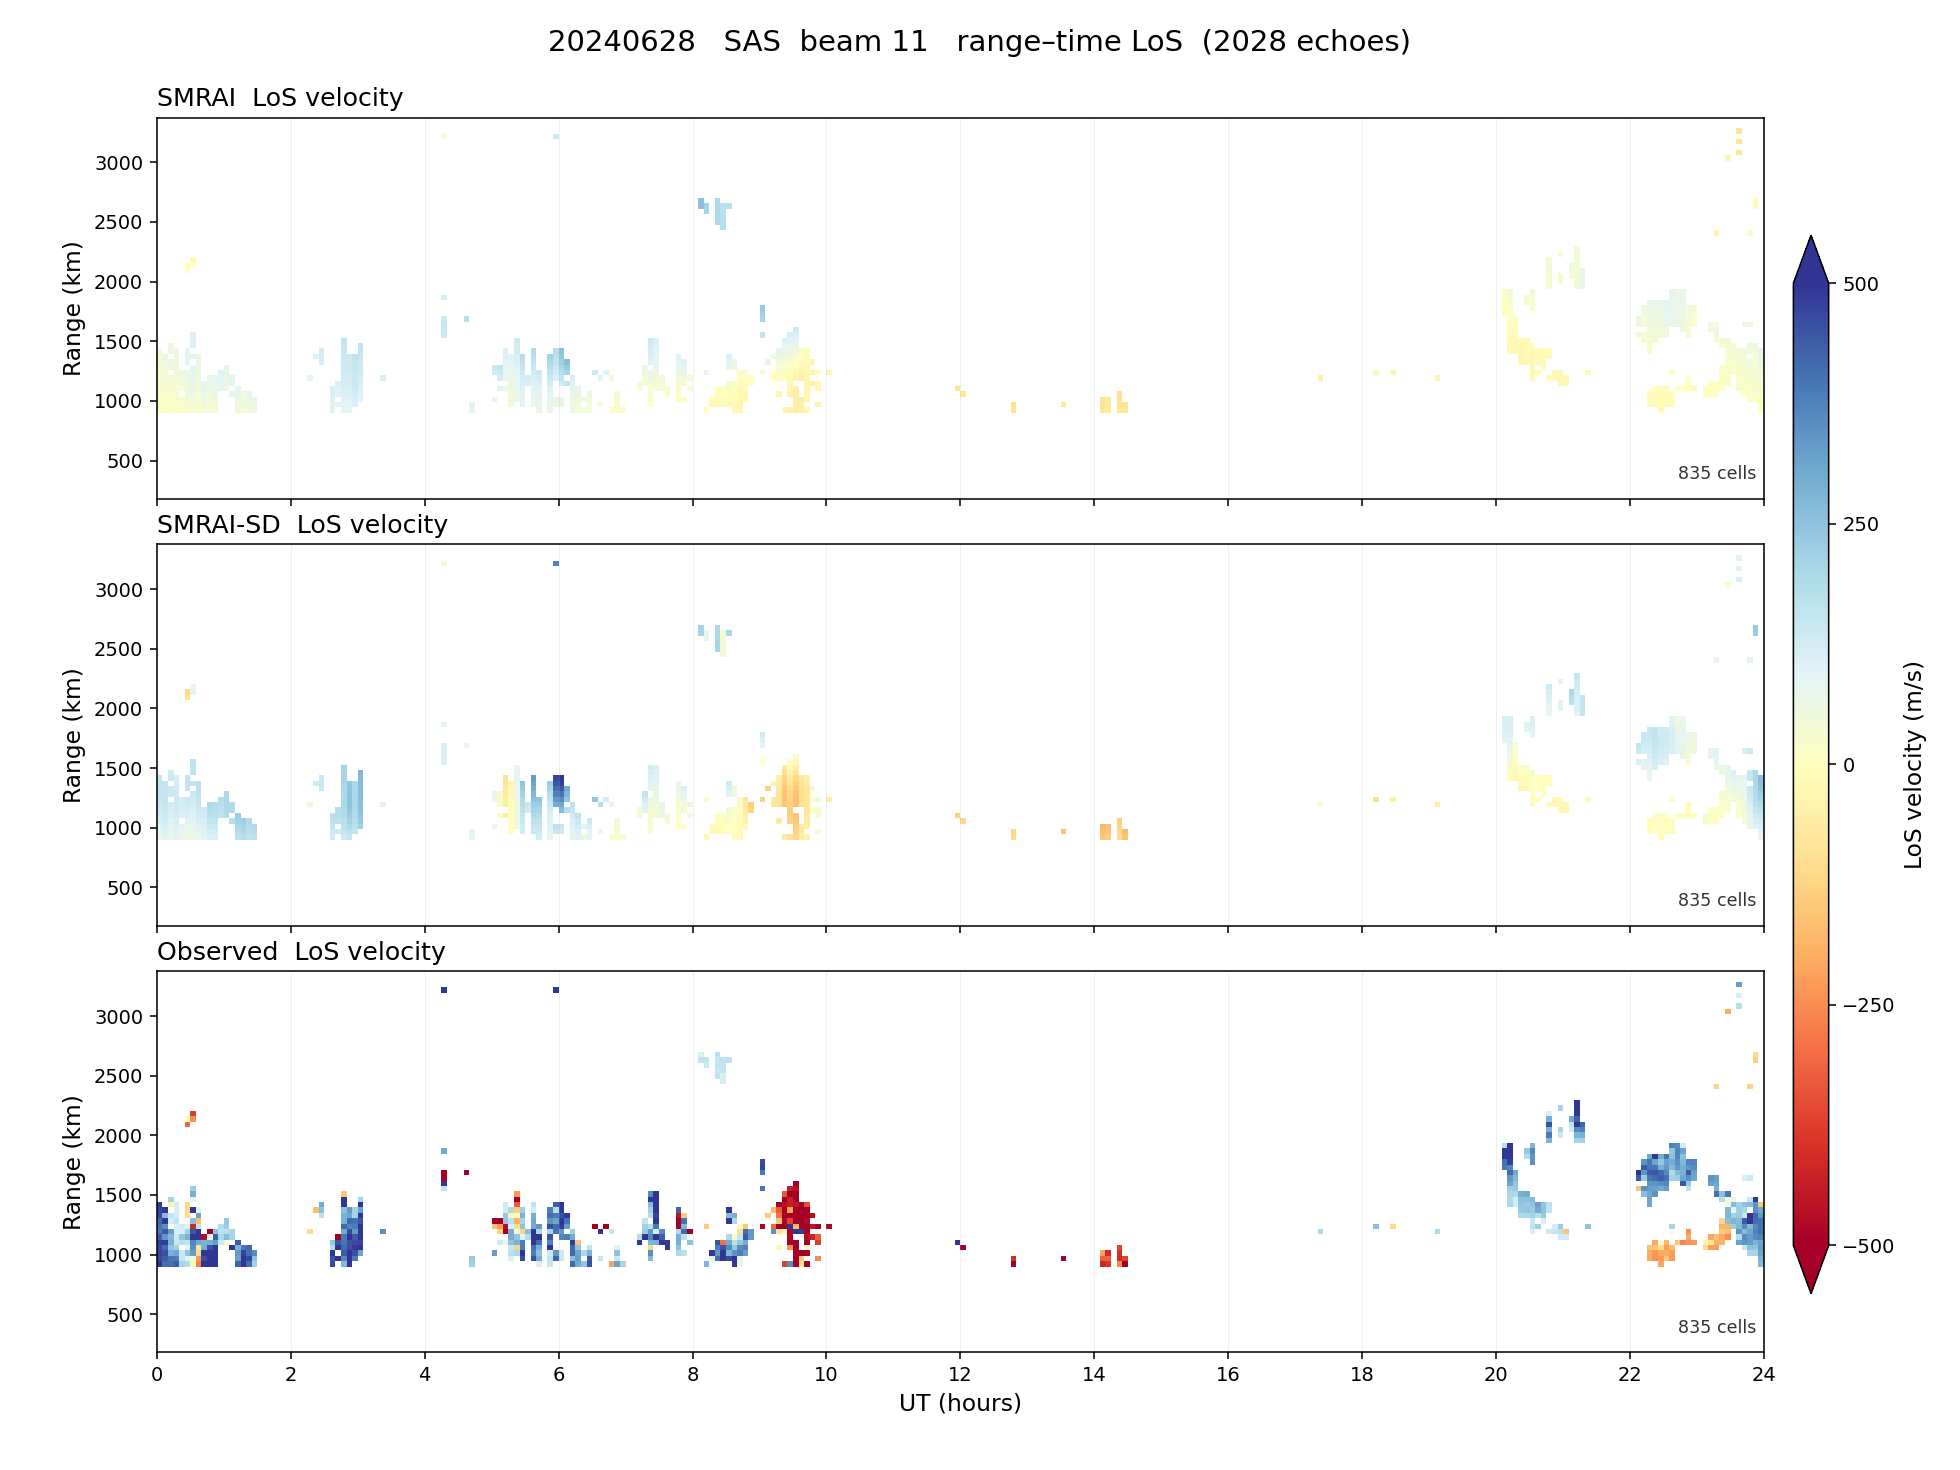 20240628   SAS  beam 11   range–time LoS  (2028 echoes)
SMRAI  LoS velocity
3000
2500
2000
1500
1000
500
Range (km)
835 cells
SMRAI-SD  LoS velocity
3000
2500
2000
1500
1000
500
Range (km)
835 cells
Observed  LoS velocity
3000
2500
2000
1500
1000
500
Range (km)
835 cells
0 2 4 6 8 10 12 14 16 18 20 22 24
UT (hours)
500
250
0
−250
−500
LoS velocity (m/s)